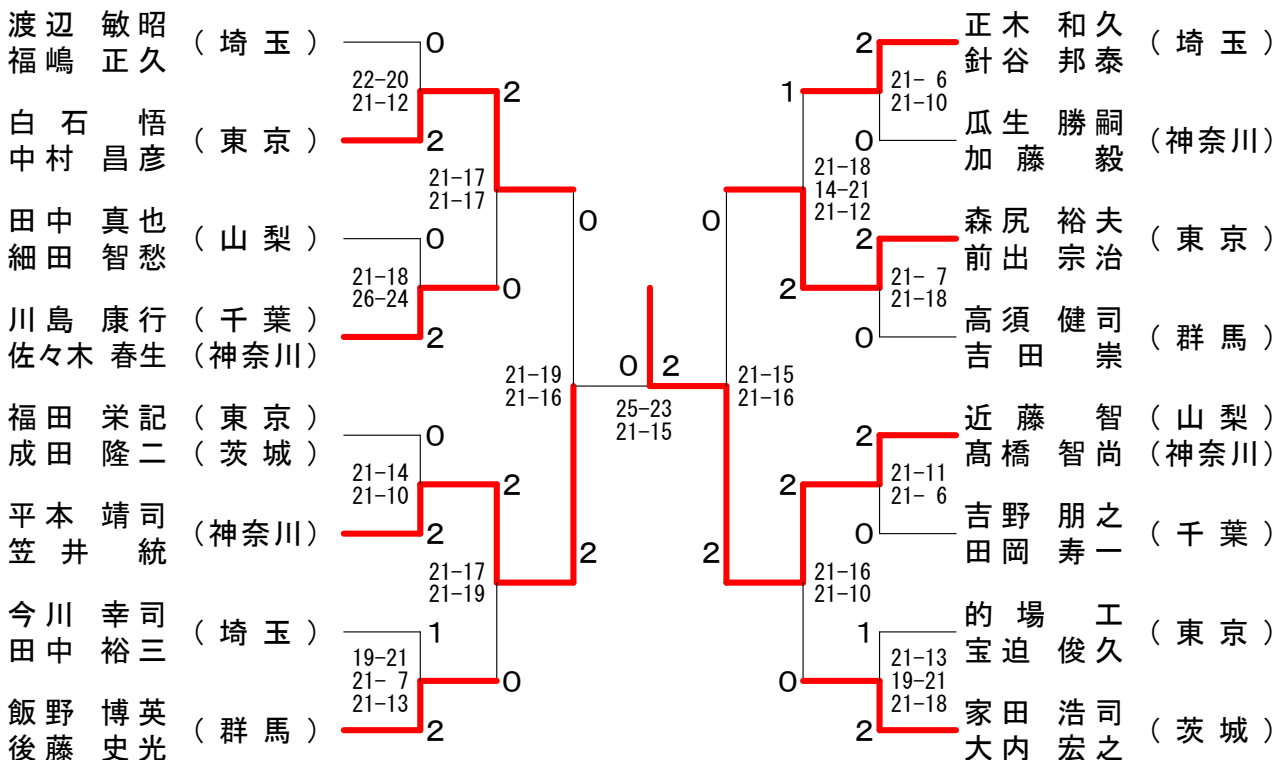 渡辺 敏昭
福嶋 正久
（埼玉）
0
22-20
21-12
2
白石 悟
中村 昌彦
（東京）
2
21-17
21-17
0
田中 真也
細田 智愁
（山梨）
0
21-18
26-24
0
川島 康行（千葉）
佐々木 春生（神奈川）
2
21-19
21-16
福田 栄記（東京）
成田 隆二（茨城）
0
21-14
21-10
2
平本 靖司
笠井 統
（神奈川）
2
21-17
21-19
2
今川 幸司
田中 裕三
（埼玉）
1
19-21
21- 7
21-13
0
飯野 博英
後藤 史光
（群馬）
2
0 2
25-23
21-15
正木 和久
針谷 邦泰
（埼玉）
2
21- 6
21-10
1
瓜生 勝嗣
加藤 毅
（神奈川）
0
21-18
14-21
21-12
0
森尻 裕夫
前出 宗治
（東京）
2
21- 7
21-18
2
高須 健司
吉田 崇
（群馬）
0
21-15
21-16
近藤 智（山梨）
髙橋 智尚（神奈川）
2
21-11
21- 6
2
吉野 朋之
田岡 寿一
（千葉）
0
21-16
21-10
2
的場 工
宝迫 俊久
（東京）
1
21-13
19-21
21-18
0
家田 浩司
大内 宏之
（茨城）
2